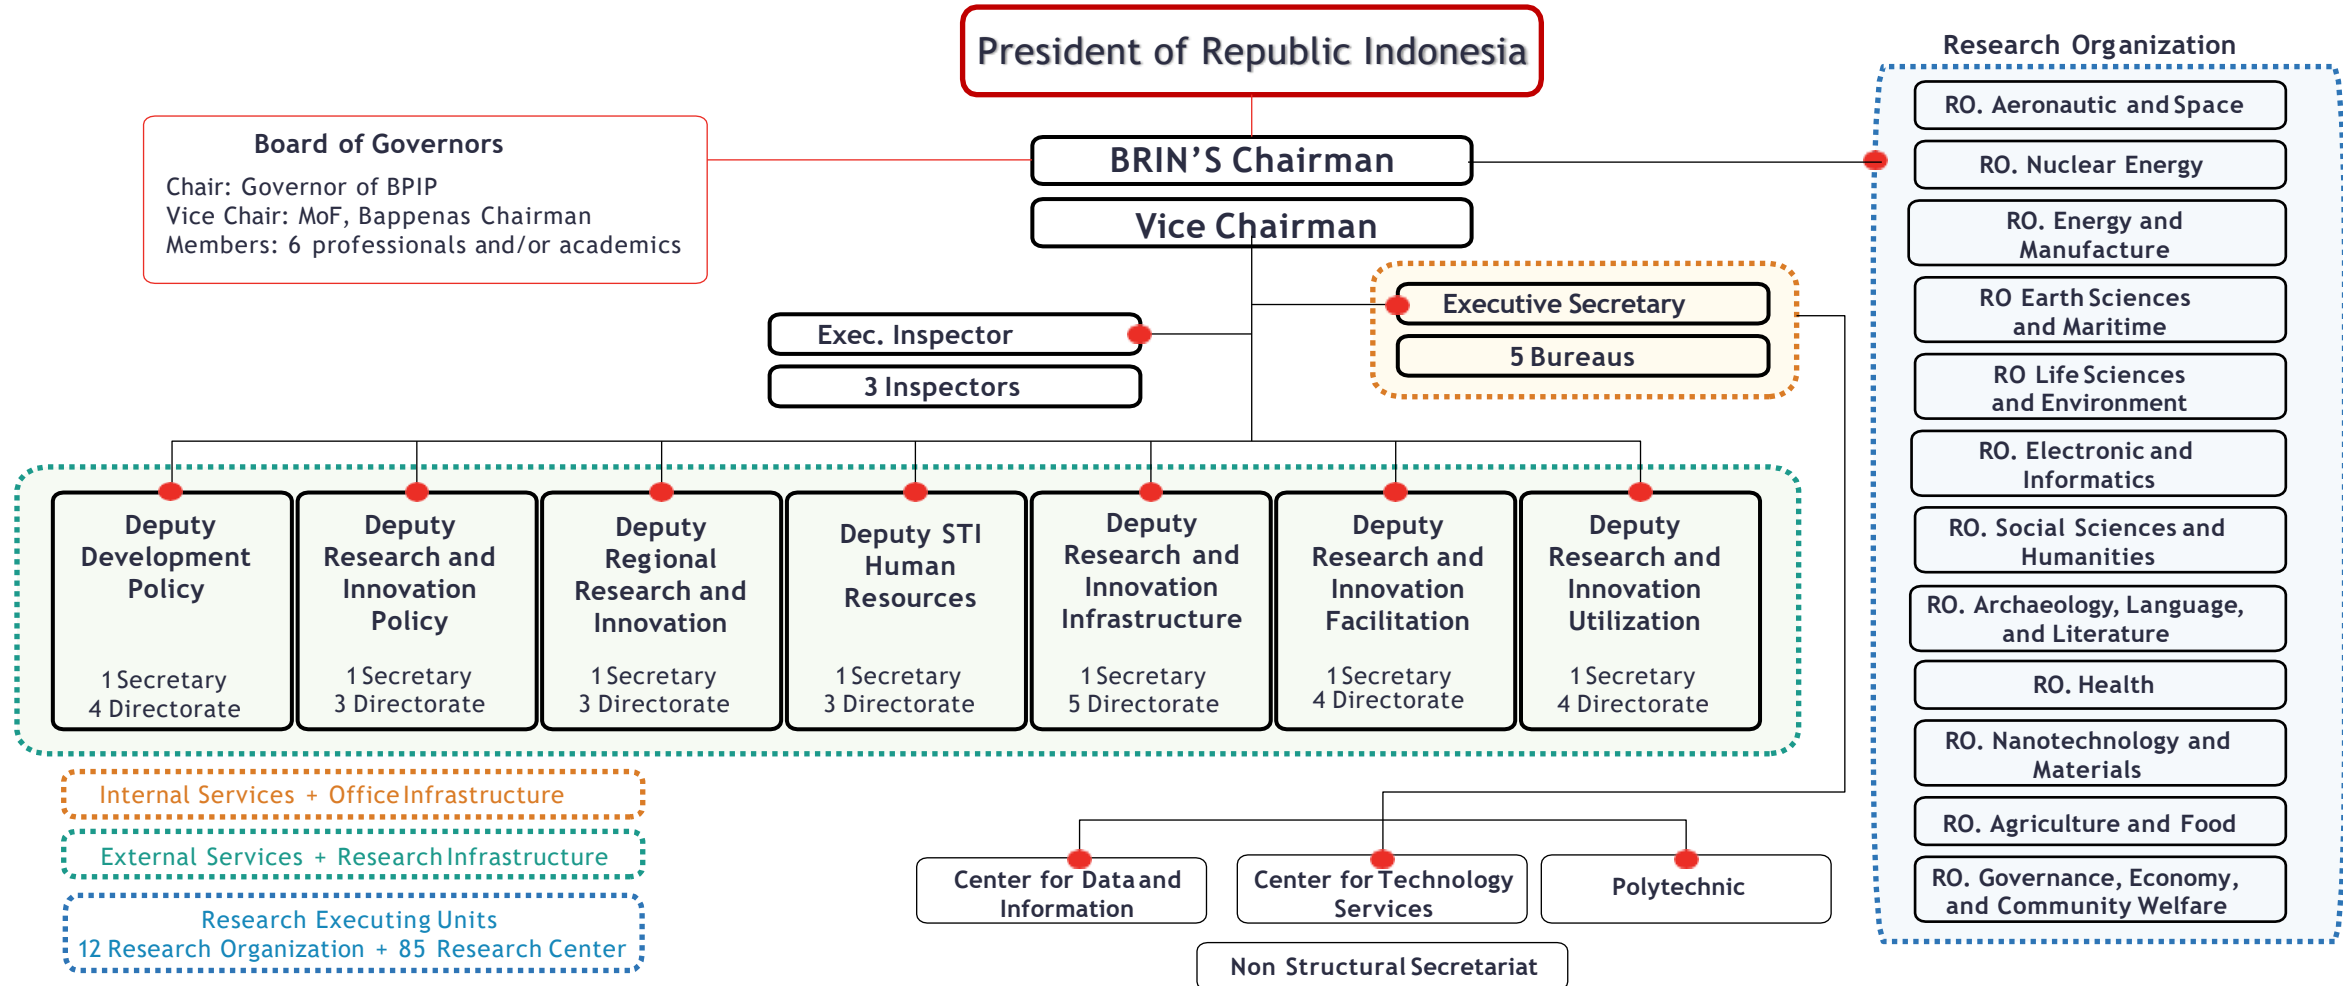 President of Republic Indonesia
Research Organization
Board of Governors
Chair: Governor of BPIP
Vice Chair: MoF, Bappenas Chairman
Members: 6 professionals and/or academics
BRIN’S Chairman
Vice Chairman
Executive Secretary
5 Bureaus
Exec. Inspector
3 Inspectors
Deputy
Development
Policy
1 Secretary
4 Directorate
Deputy
Research and
Innovation
Policy
1 Secretary
3 Directorate
Deputy
Regional
Research and
Innovation
1 Secretary
3 Directorate
Deputy STI
Human
Resources
1 Secretary
3 Directorate
Deputy
Research and
Innovation
Infrastructure
1 Secretary
5 Directorate
Deputy
Research and
Innovation
Facilitation
1 Secretary
4 Directorate
Deputy
Research and
Innovation
Utilization
1 Secretary
4 Directorate
RO. Aeronautic and Space
RO. Nuclear Energy
RO. Energy and
Manufacture
RO Earth Sciences
and Maritime
RO Life Sciences
and Environment
RO. Electronic and
Informatics
RO. Social Sciences and
Humanities
RO. Archaeology, Language,
and Literature
RO. Health
RO. Nanotechnology and
Materials
RO. Agriculture and Food
RO. Governance, Economy,
and Community Welfare
Internal Services + Office Infrastructure
External Services + Research Infrastructure
Research Executing Units
12 Research Organization + 85 Research Center
Center for Data and
Information
Center for Technology
Services
Polytechnic
Non Structural Secretariat